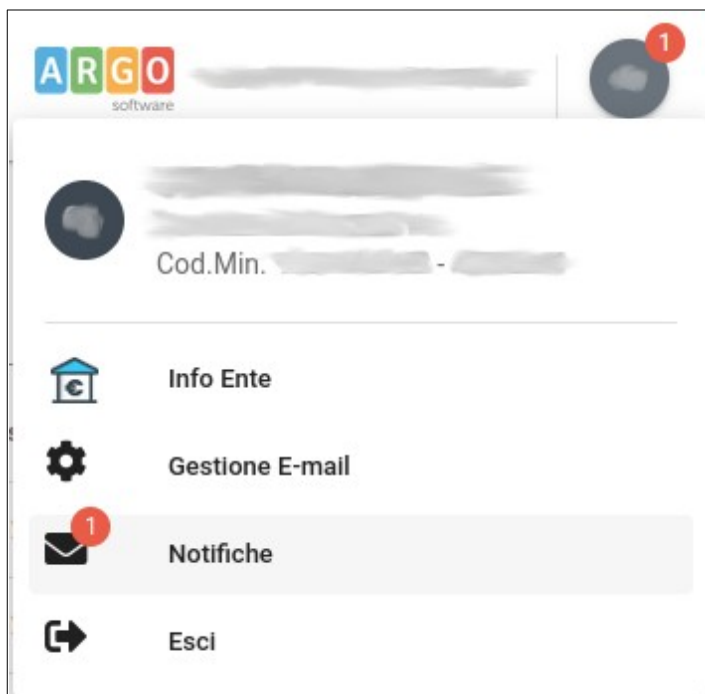 ARGO
software
1
Cod.Min. -
Info Ente
Gestione E-mail
1
Notifiche
Esci